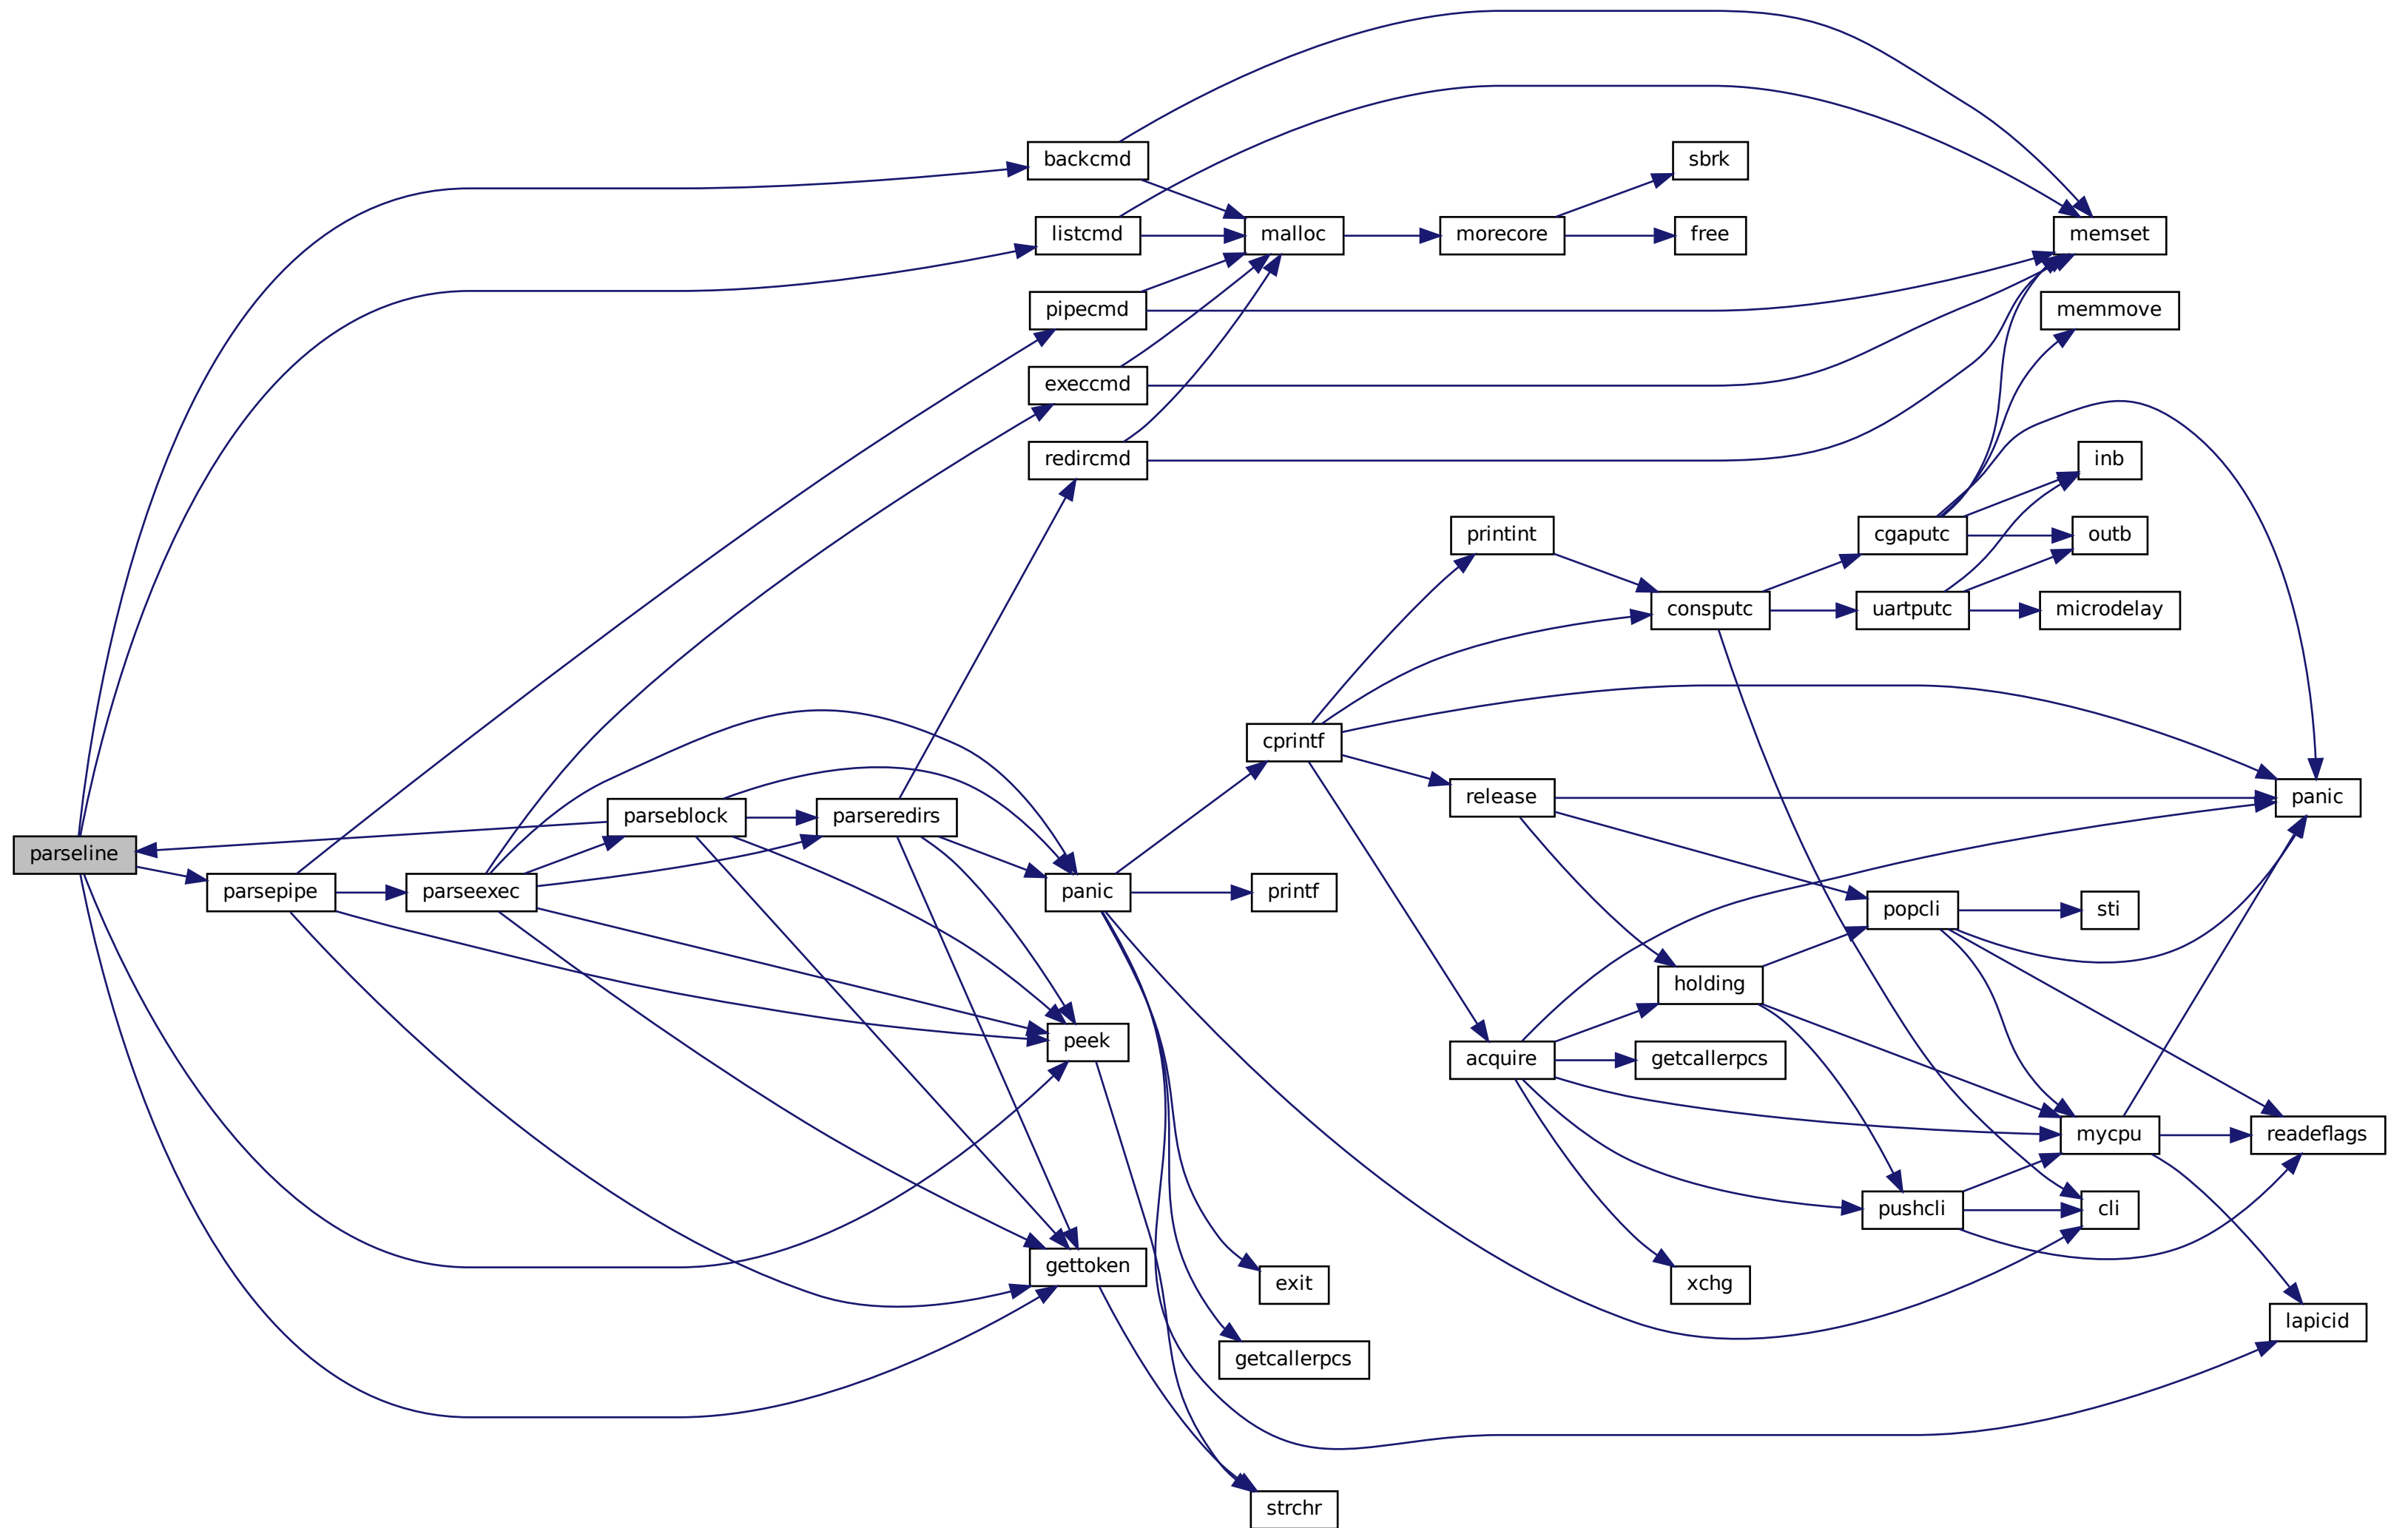 backcmd
sbrk
listcmd
malloc
morecore
free
memset
pipecmd
memmove
execcmd
redircmd
inb
printint
cgaputc
outb
consputc
uartputc
microdelay
cprintf
release
panic
parseblock
parseredirs
parseline
parsepipe
parseexec
panic
printf
popcli
sti
holding
peek
acquire
getcallerpcs
mycpu
readeflags
pushcli
cli
gettoken
exit
xchg
lapicid
getcallerpcs
strchr